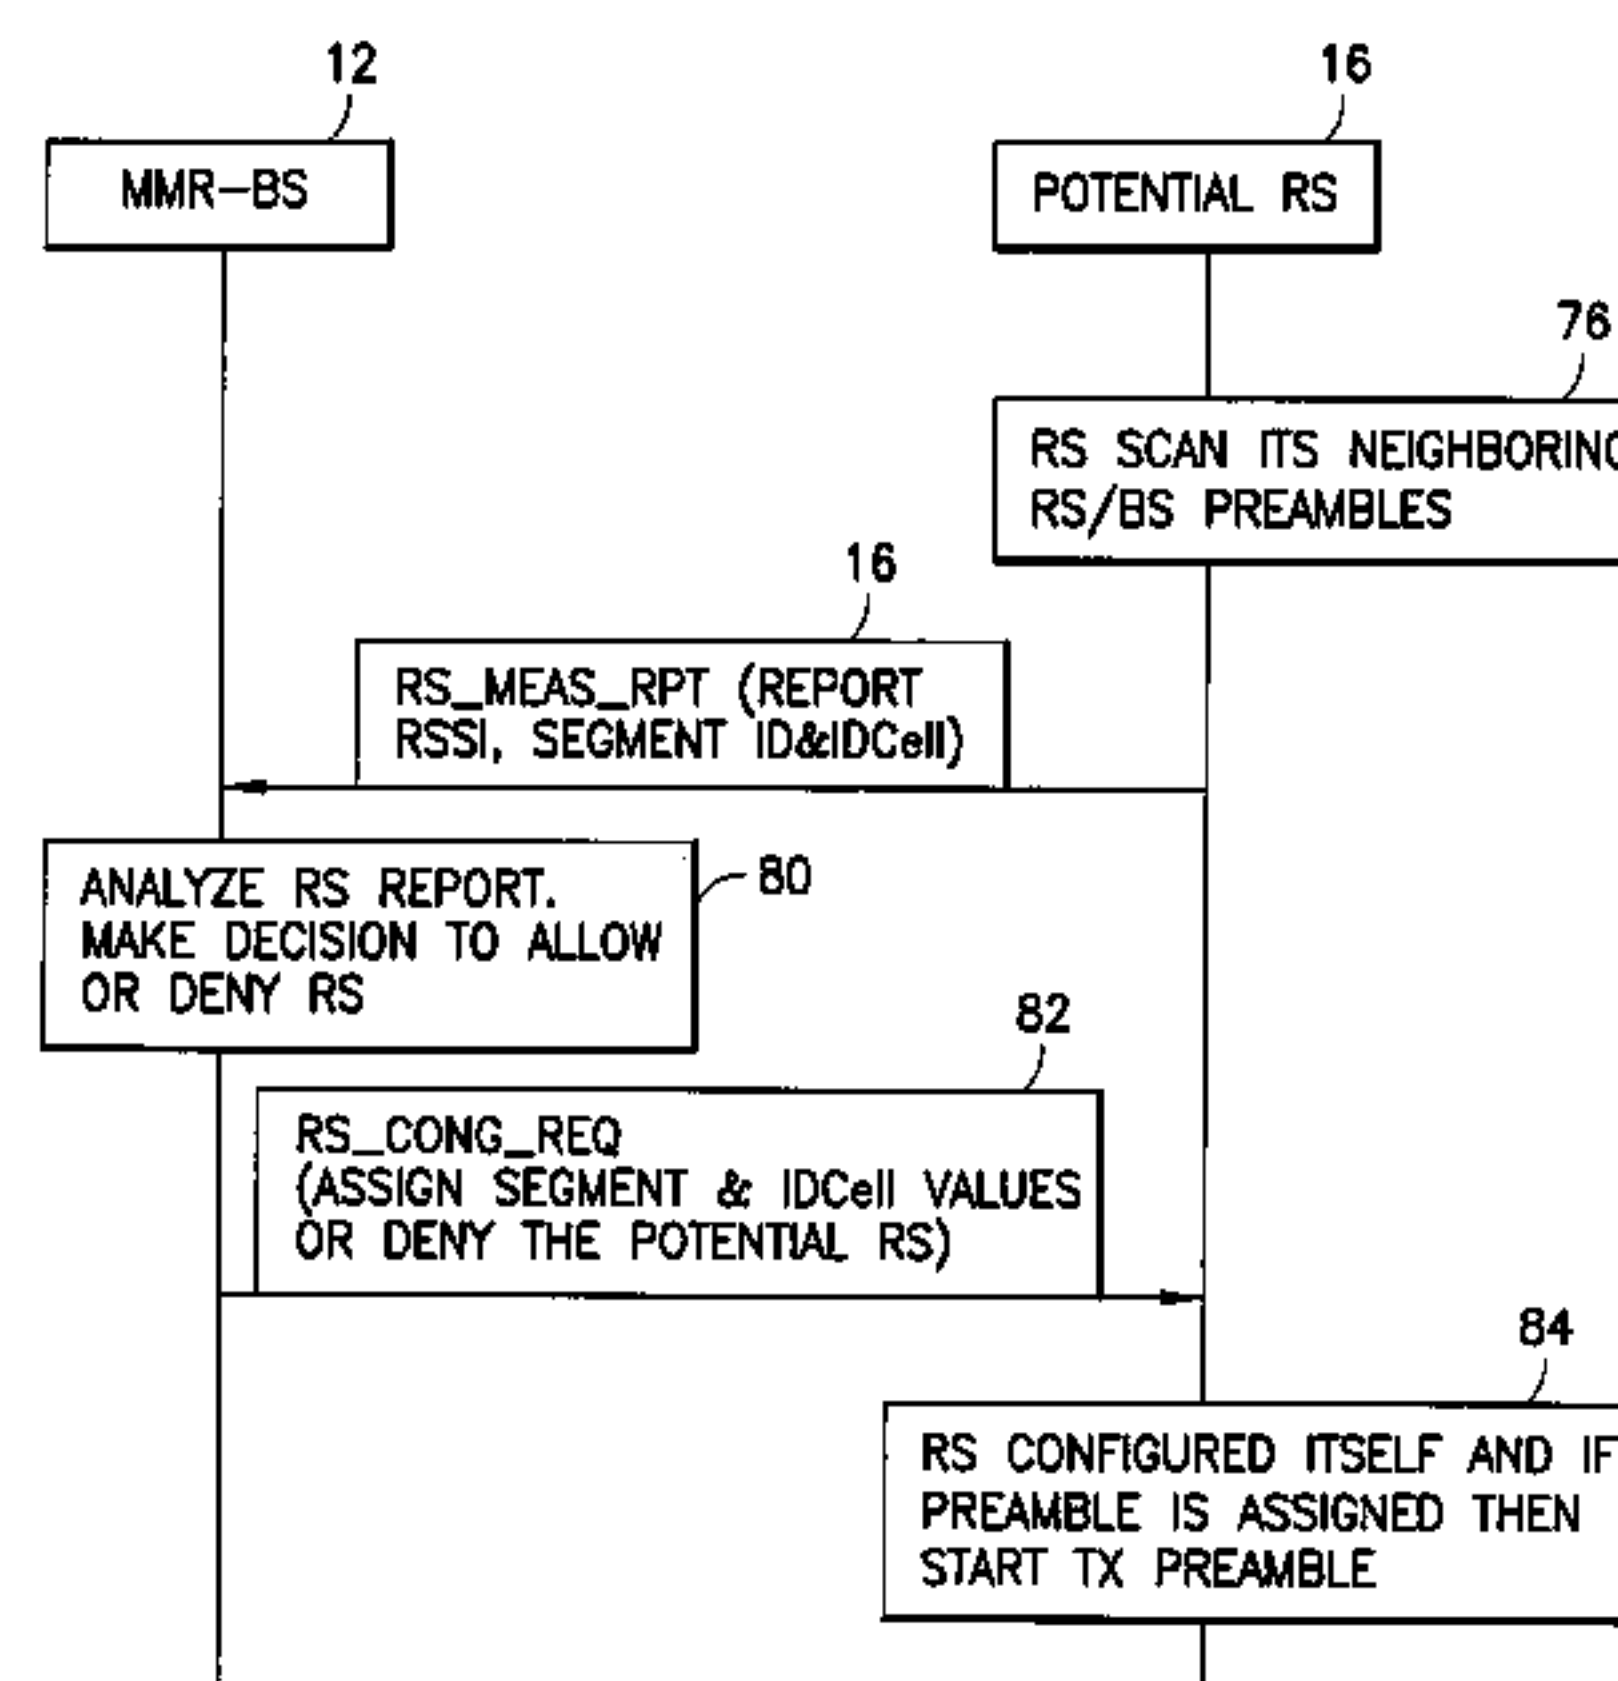 12
MMR-BS
16
POTENTIAL RS
76
RS SCAN ITS NEIGHBORING
RS/BS PREAMBLES
16
RS_MEAS_RPT (REPORT
RSSI, SEGMENT ID&IDCell)
ANALYZE RS REPORT.
MAKE DECISION TO ALLOW
OR DENY RS
80
82
RS_CONG_REQ
(ASSIGN SEGMENT & IDCell VALUES
OR DENY THE POTENTIAL RS)
84
RS CONFIGURED ITSELF AND IF
PREAMBLE IS ASSIGNED THEN
START TX PREAMBLE